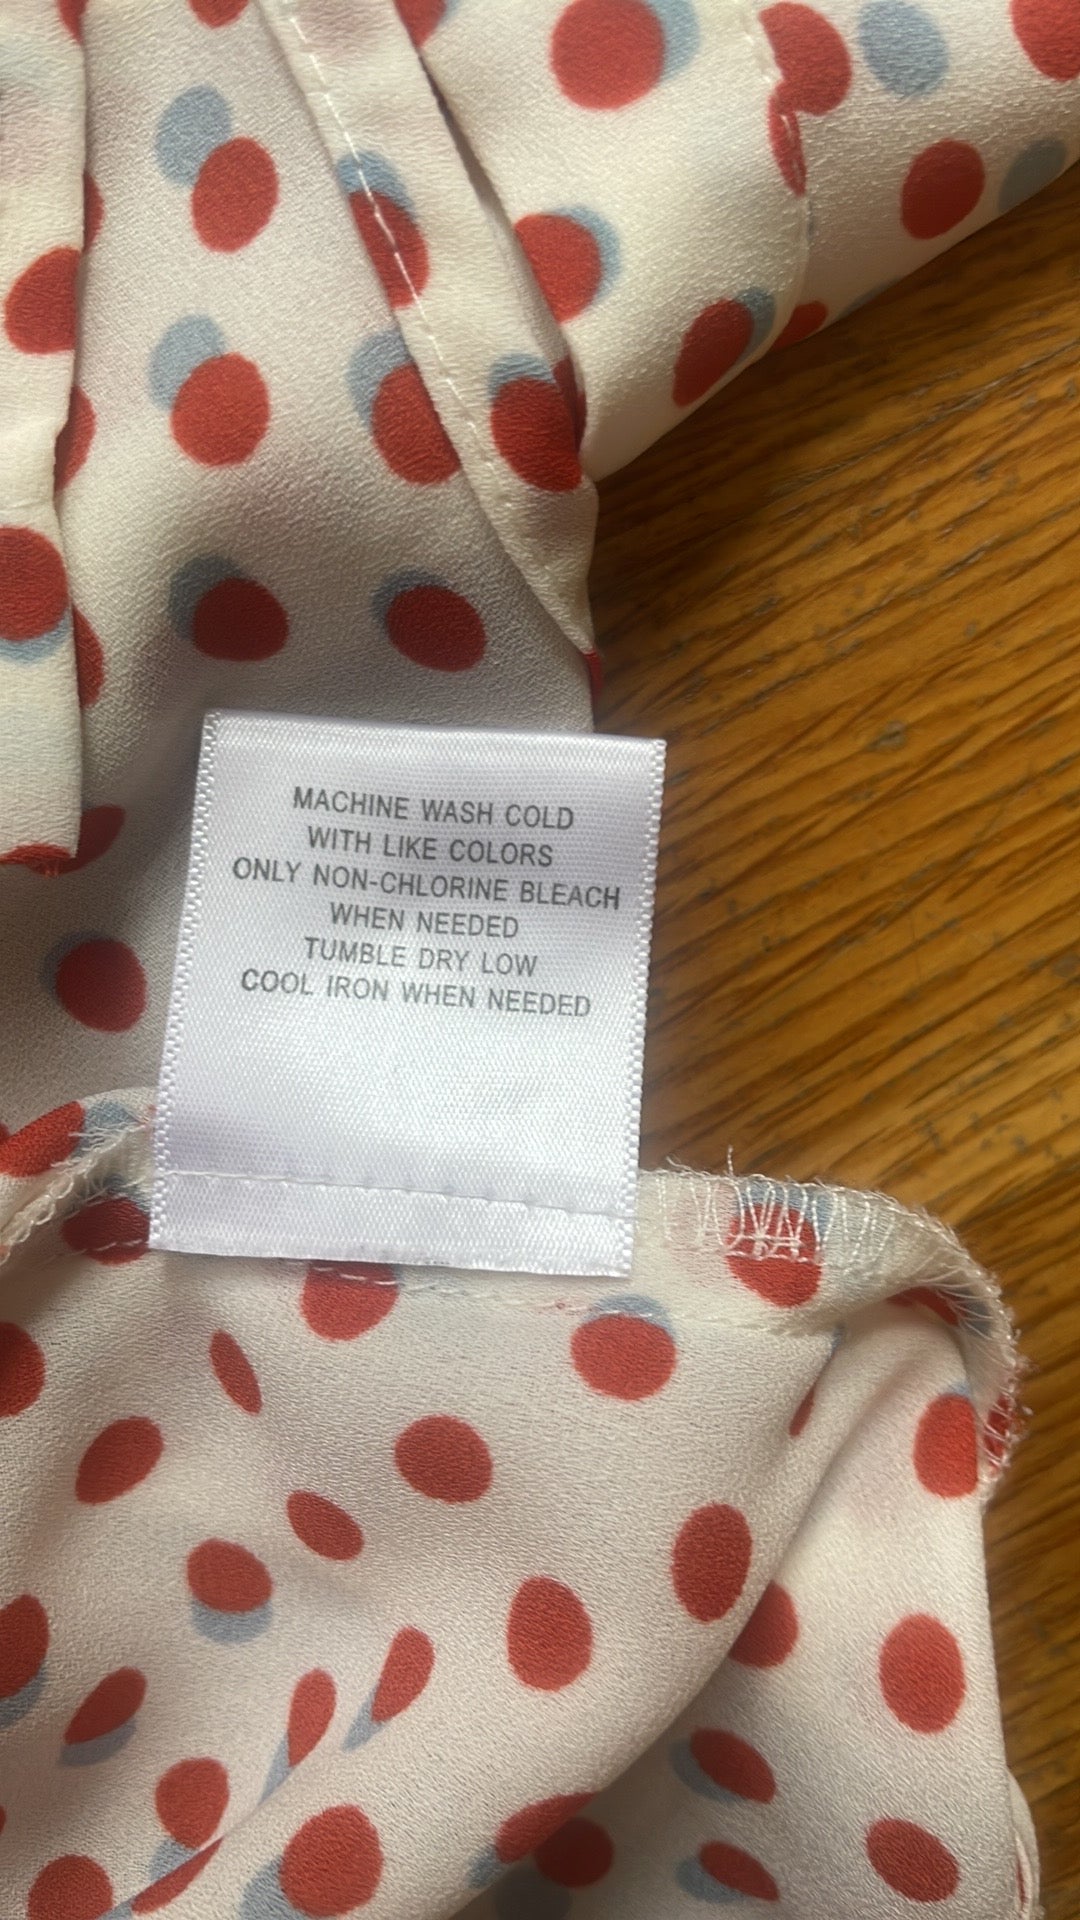 MACHINE WASH COLD
WITH LIKE COLORS
ONLY NON-CHLORINE BLEACH
WHEN NEEDED
TUMBLE DRY LOW
COOL IRON WHEN NEEDED